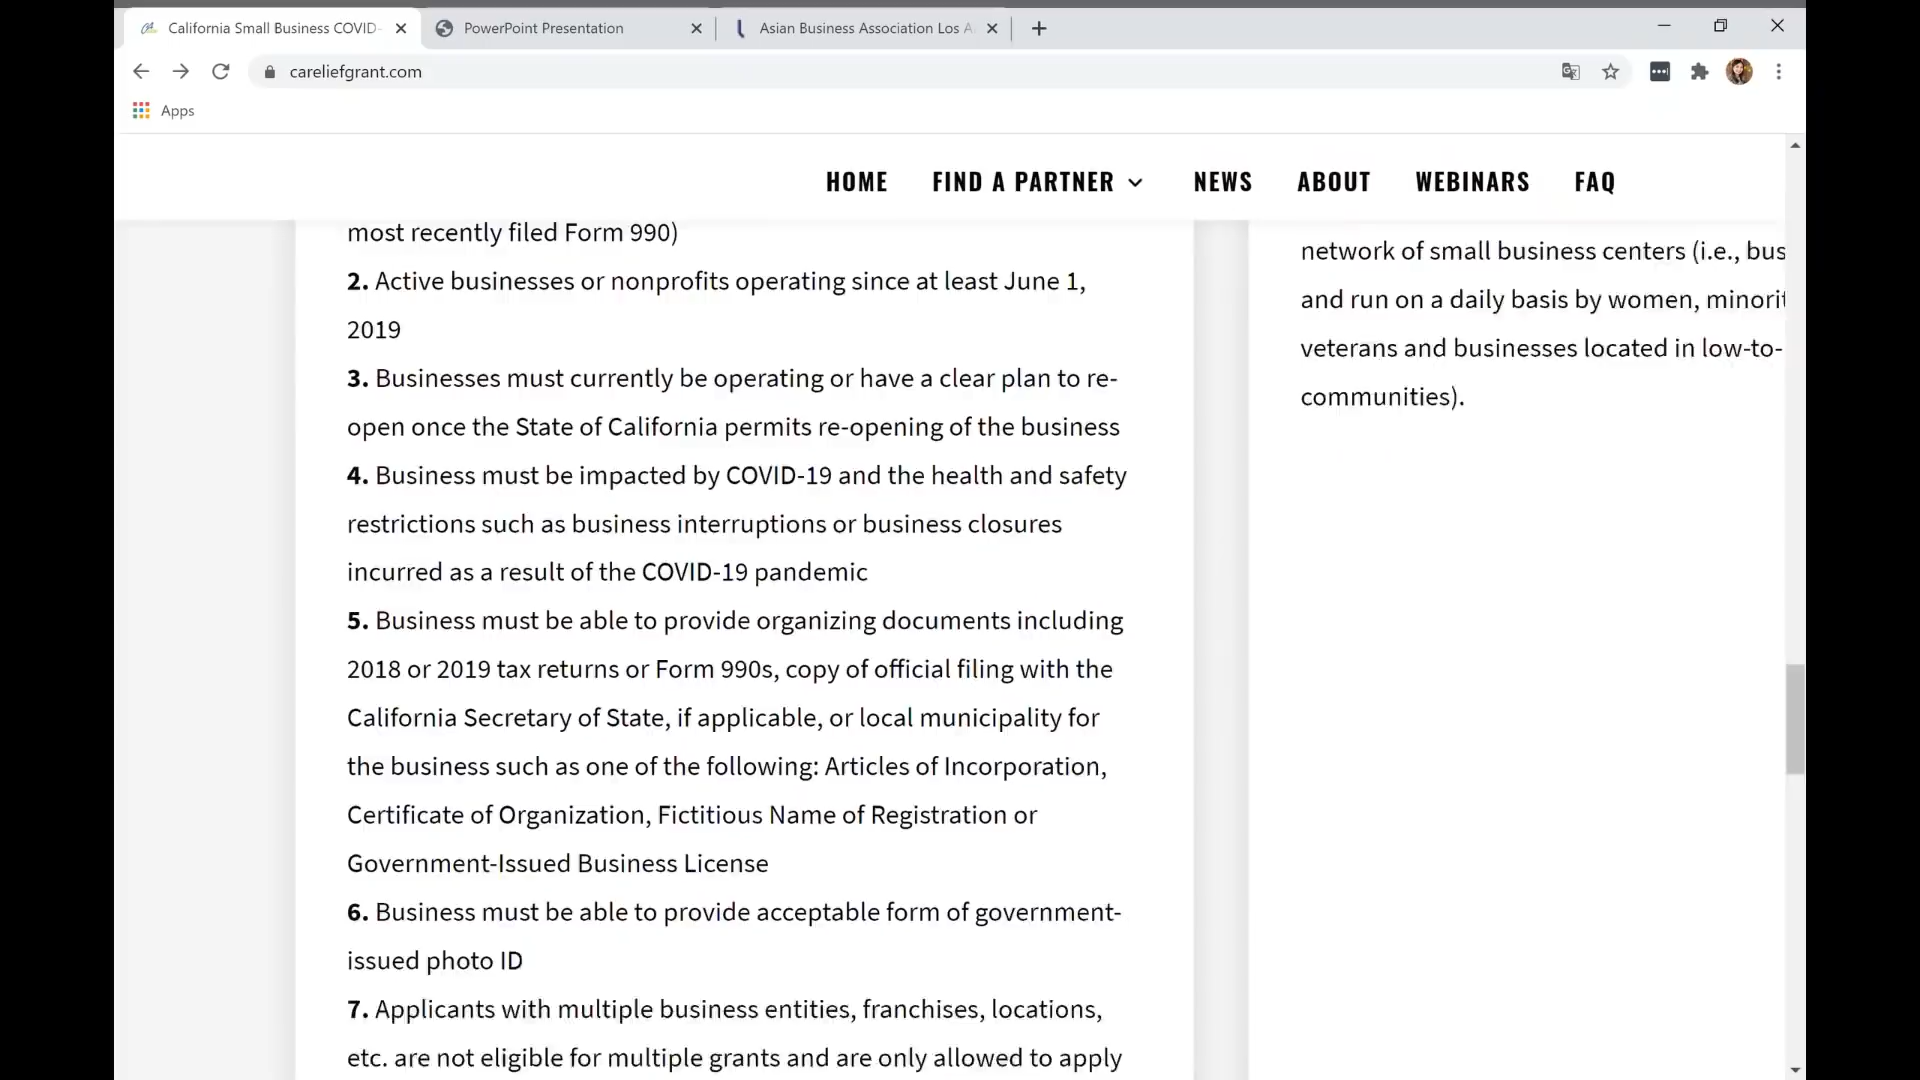 California Small Business COVID-
PowerPoint Presentation
Asian Business Association Los A
careliefgrant.com
Apps
HOME FIND A PARTNER NEWS ABOUT WEBINARS FAQ
most recently filed Form 990)
2. Active businesses or nonprofits operating since at least June 1,
2019
3. Businesses must currently be operating or have a clear plan to re-
open once the State of California permits re-opening of the business
4. Business must be impacted by COVID-19 and the health and safety
restrictions such as business interruptions or business closures
incurred as a result of the COVID-19 pandemic
5. Business must be able to provide organizing documents including
2018 or 2019 tax returns or Form 990s, copy of official filing with the
California Secretary of State, if applicable, or local municipality for
the business such as one of the following: Articles of Incorporation,
Certificate of Organization, Fictitious Name of Registration or
Government-Issued Business License
6. Business must be able to provide acceptable form of government-
issued photo ID
7. Applicants with multiple business entities, franchises, locations,
etc. are not eligible for multiple grants and are only allowed to apply
network of small business centers (i.e., bus
and run on a daily basis by women, minorit
veterans and businesses located in low-to-
communities).